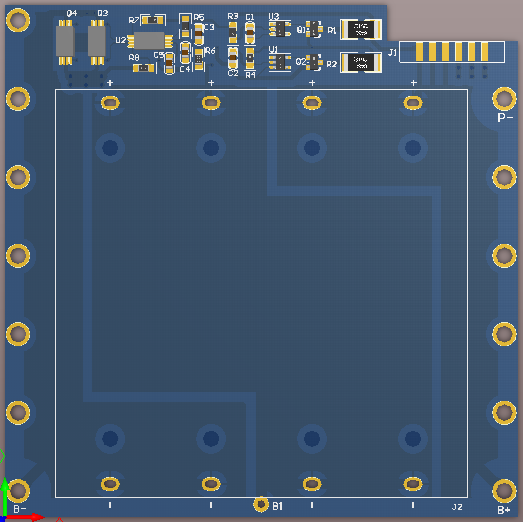 Q4 Q3 R7 R5 R3 C1 U3
U2 C3 Q1 R1
R8 C5 R6 U1 J1
C4 C2 R4 Q2 R2
+ + + +
P-
- - - -
B- B1 J2 B+